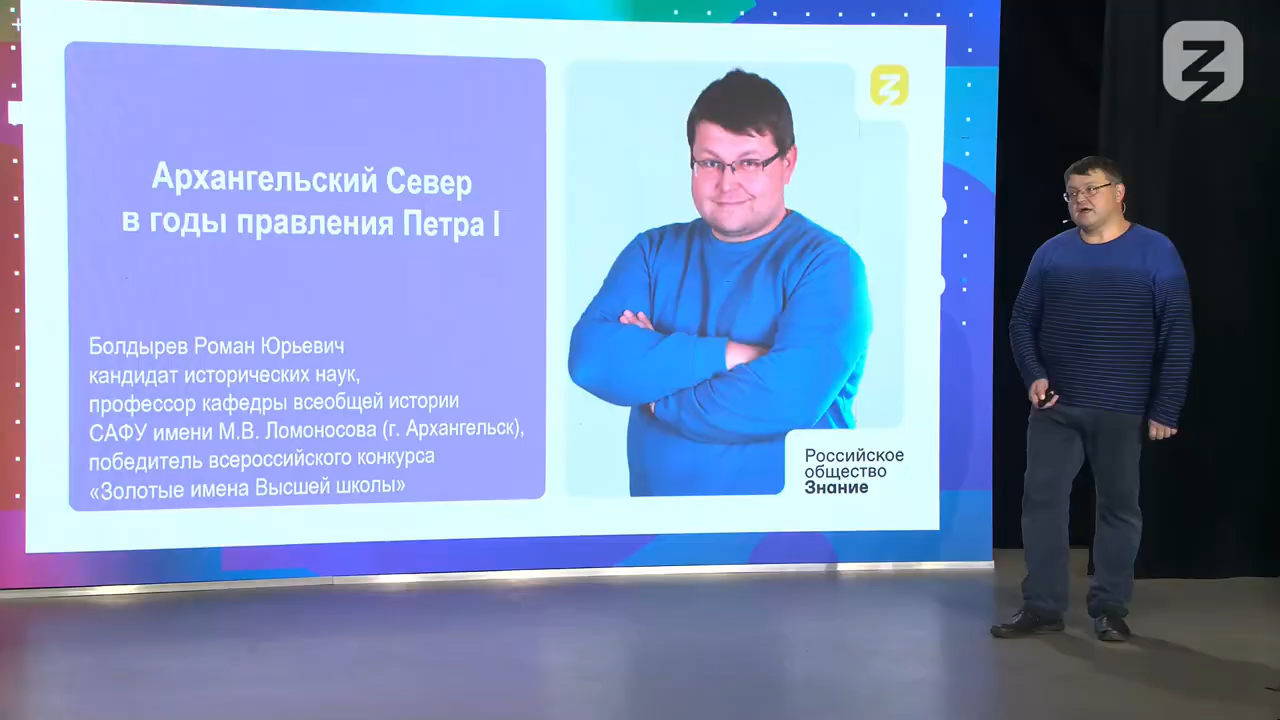 Архангельский Север
в годы правления Петра I
Болдырев Роман Юрьевич
кандидат исторических наук,
профессор кафедры всеобщей истории
САФУ имени М.В. Ломоносова (г. Архангельск),
победитель всероссийского конкурса
«Золотые имена Высшей школы»
Российское
общество
Знание